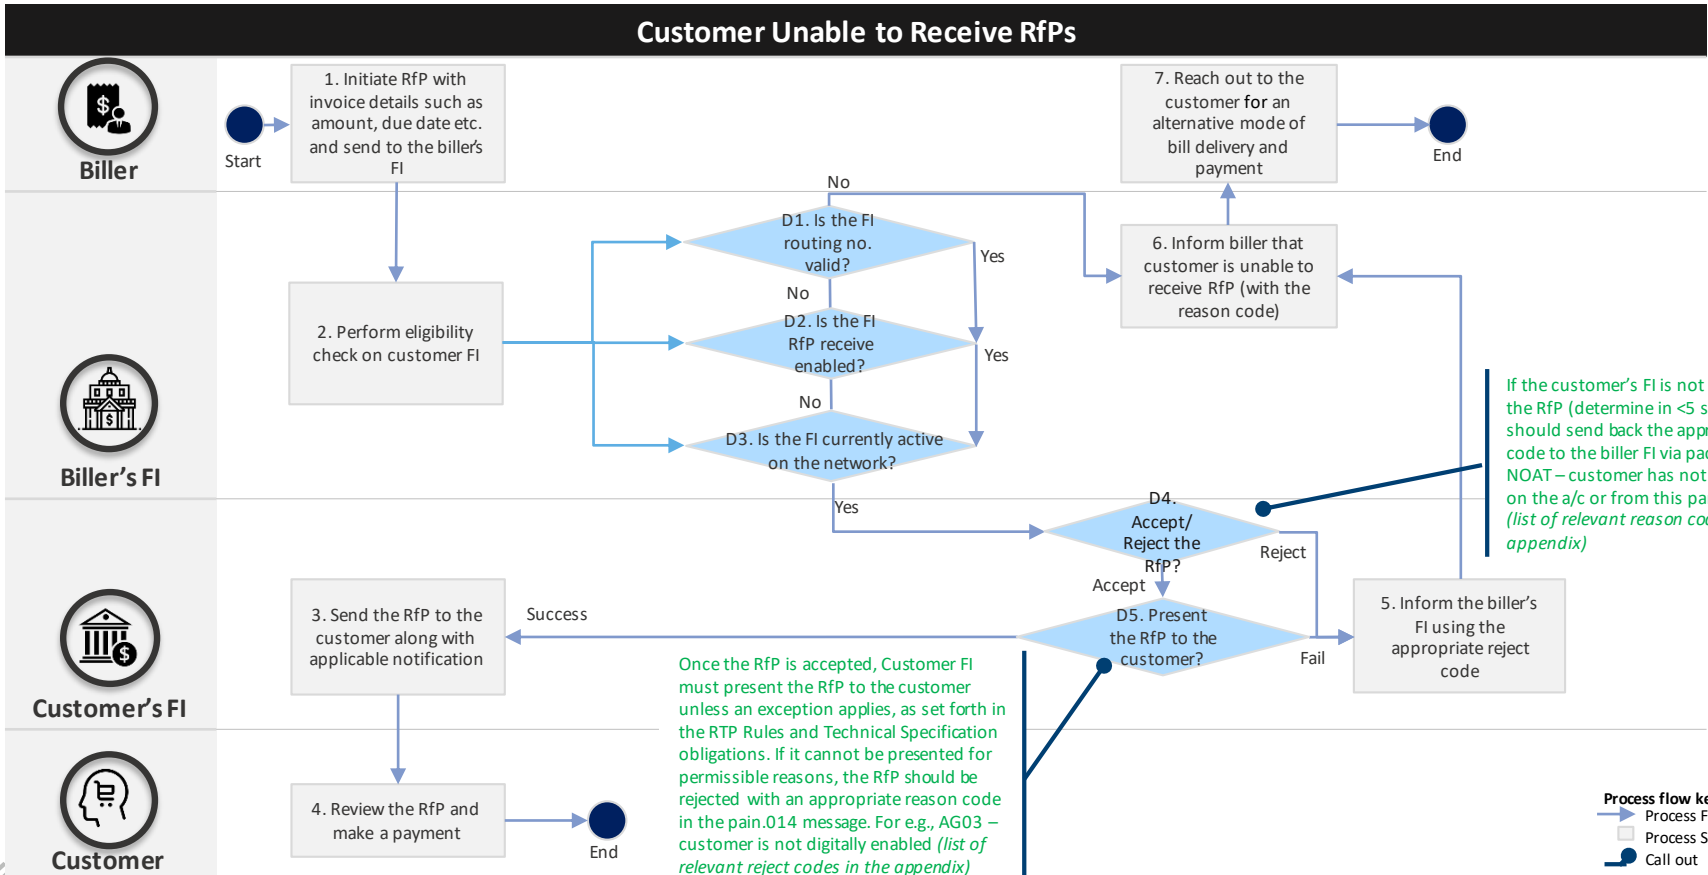 Customer Unable to Receive RfPs
Biller
Start
1. Initiate RfP with
invoice details such as
amount, due date etc.
and send to the biller's
FI
7. Reach out to the
customer for an
alternative mode of
bill delivery and
payment
End
Biller's FI
2. Perform eligibility
check on customer FI
No
D1. Is the FI
routing no.
valid?
Yes
No
D2. Is the FI
RfP receive
enabled?
Yes
No
D3. Is the FI currently active
on the network?
Yes
6. Inform biller that
customer is unable to
receive RfP (with the
reason code)
If the customer's FI is not
the RfP (determine in <5 s
should send back the app
code to the biller FI via
NOAT – customer has not
on the a/c or from this
(list of relevant reason
appendix)
Customer's FI
D4.
Accept/
Reject the
RfP?
Reject
Accept
D5. Present
the RfP to the
customer?
Success
Fail
3. Send the RfP to the
customer along with
applicable notification
5. Inform the biller's
FI using the
appropriate reject
code
Once the RfP is accepted, Customer FI
must present the RfP to the customer
unless an exception applies, as set forth in
the RTP Rules and Technical Specification
obligations. If it cannot be presented for
permissible reasons, the RfP should be
rejected with an appropriate reason code
in the pain.014 message. For e.g., AG03 –
customer is not digitally enabled (list of
relevant reject codes in the appendix)
Customer
4. Review the RfP and
make a payment
End
Process flow
Process
Process
Call out